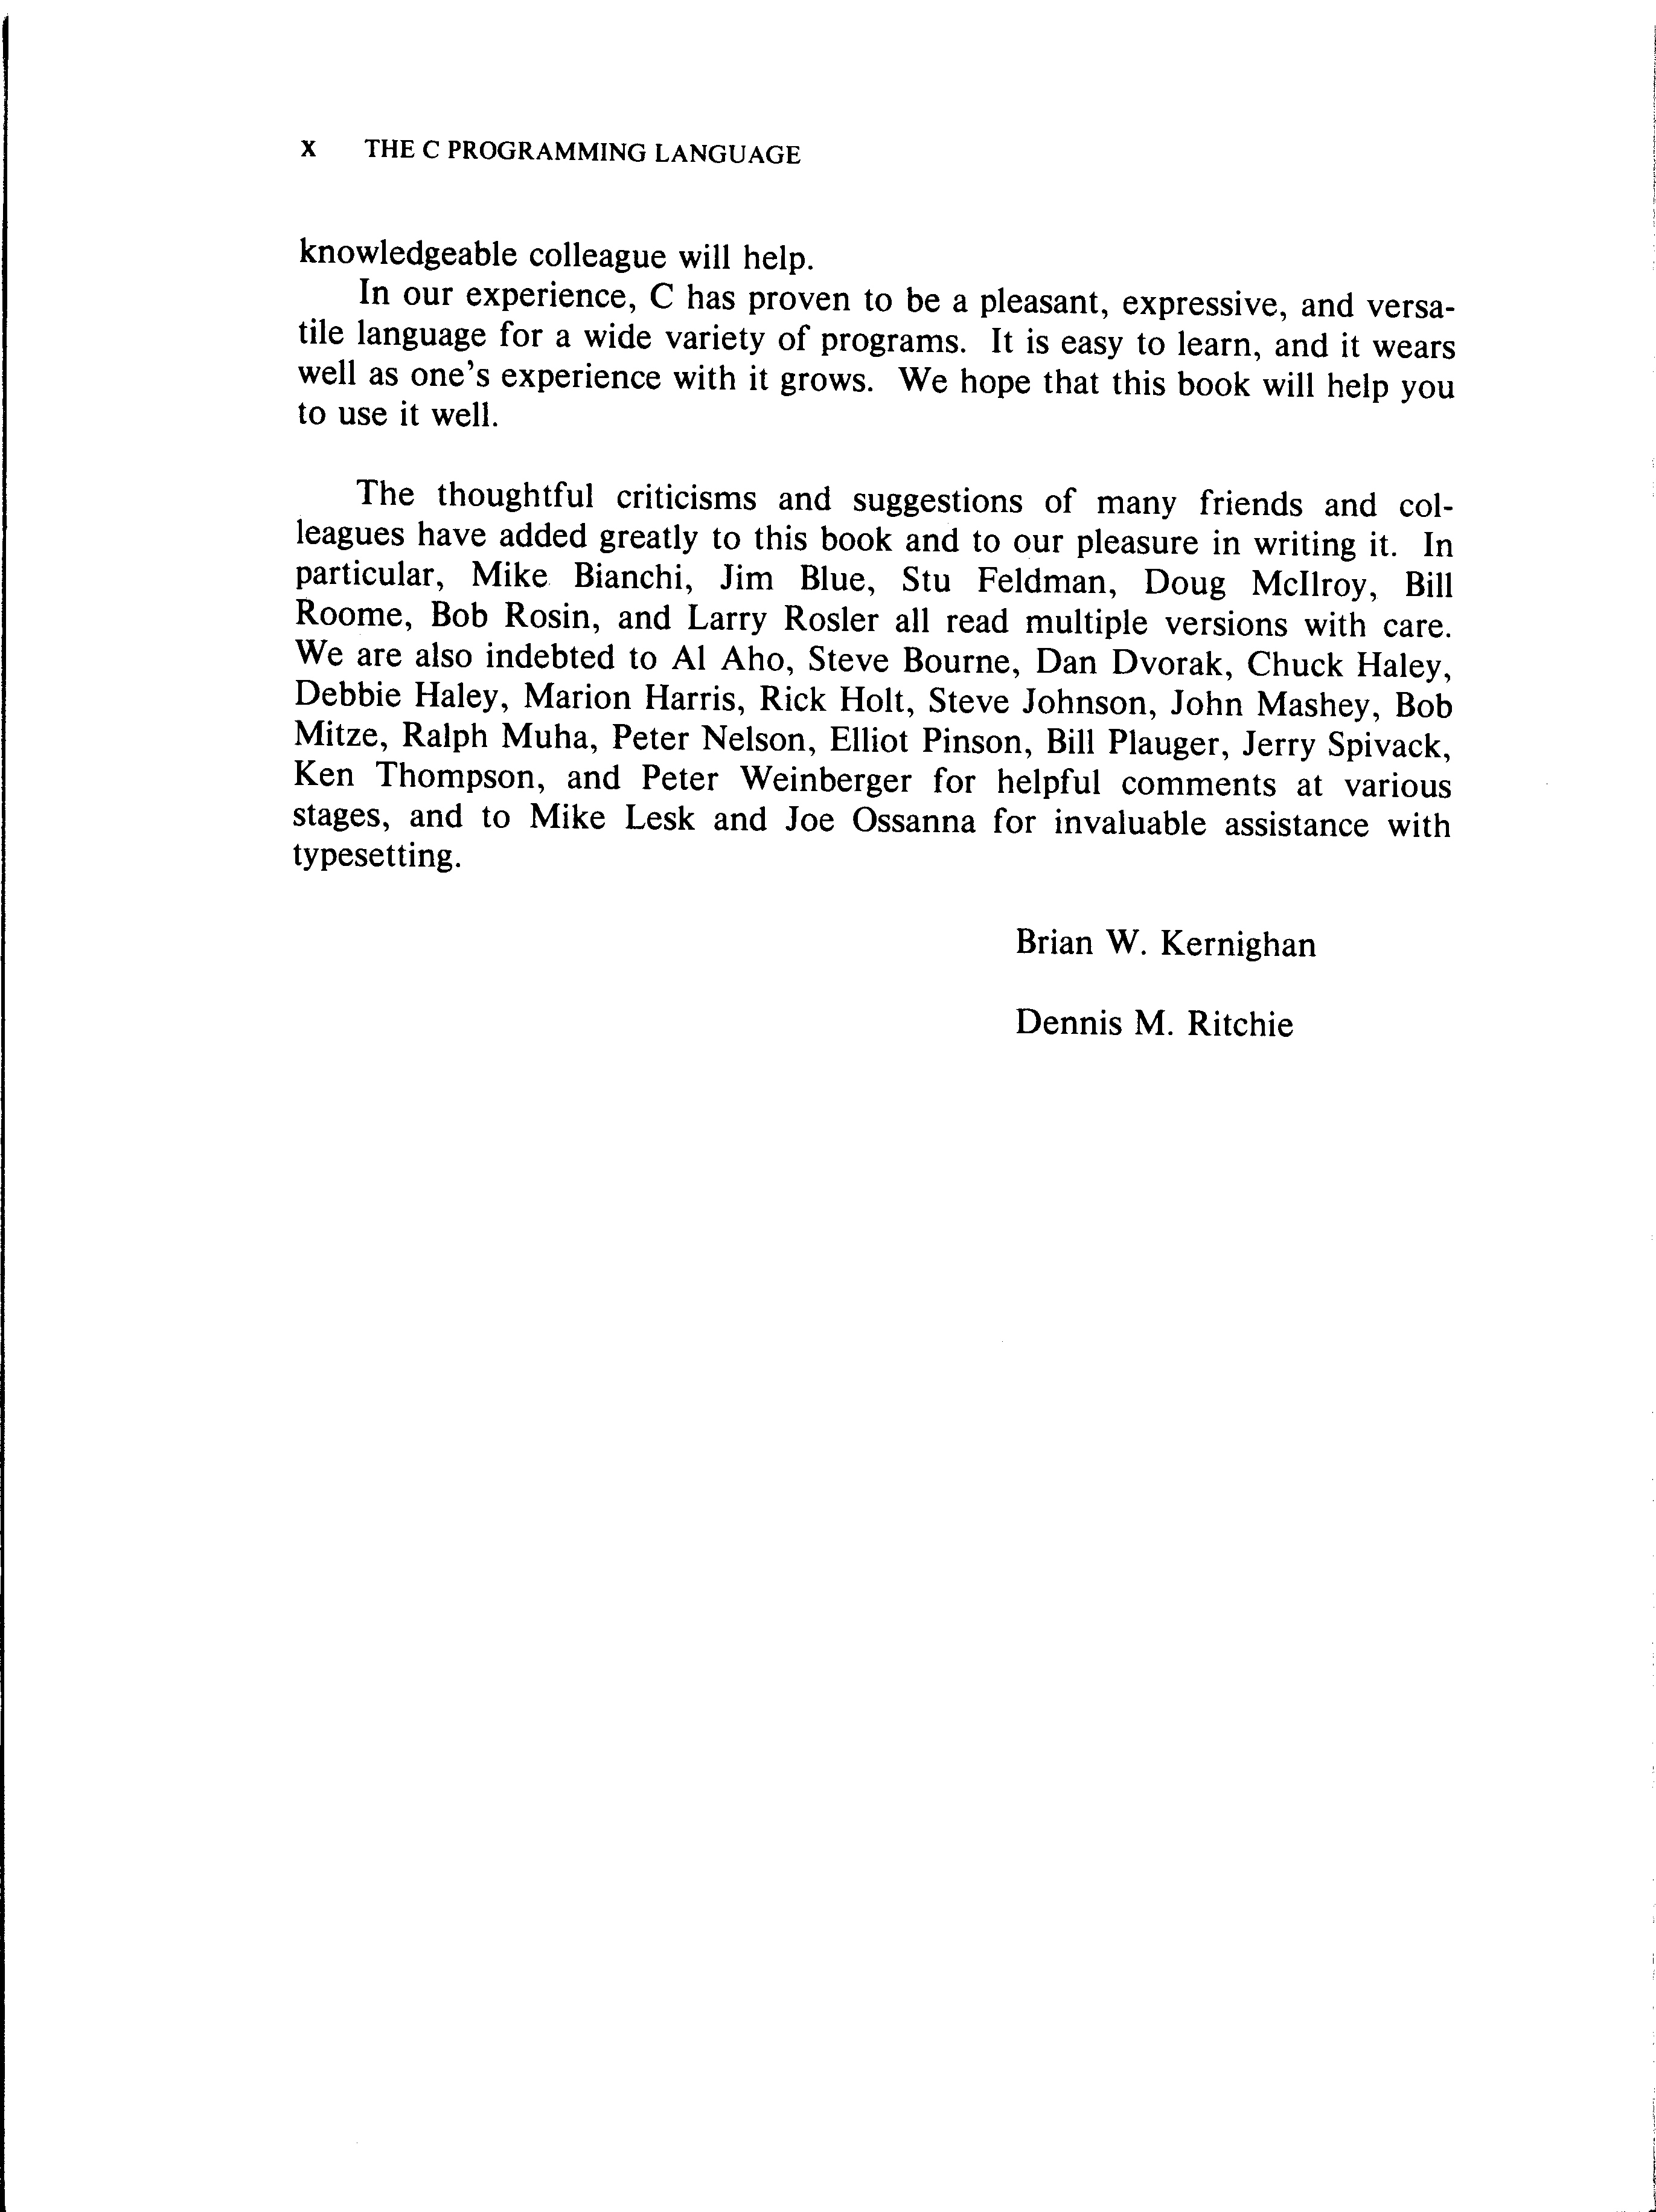 x THE C PROGRAMMING LANGUAGE
knowledgeable colleague will help.
In our experience, C has proven to be a pleasant, expressive, and versa-
tile language for a wide variety of programs. It is easy to learn, and it wears
well as one's experience with it grows. We hope that this book will help you
to use it well.
The thoughtful criticisms and suggestions of many friends and col-
leagues have added greatly to this book and to our pleasure in writing it. In
particular, Mike Bianchi, Jim Blue, Stu Feldman, Doug McIlroy, Bill
Roome, Bob Rosin, and Larry Rosler all read multiple versions with care.
We are also indebted to Al Aho, Steve Bourne, Dan Dvorak, Chuck Haley,
Debbie Haley, Marion Harris, Rick Holt, Steve Johnson, John Mashey, Bob
Mitze, Ralph Muha, Peter Nelson, Elliot Pinson, Bill Plauger, Jerry Spivack,
Ken Thompson, and Peter Weinberger for helpful comments at various
stages, and to Mike Lesk and Joe Ossanna for invaluable assistance with
typesetting.
Brian W. Kernighan
Dennis M. Ritchie